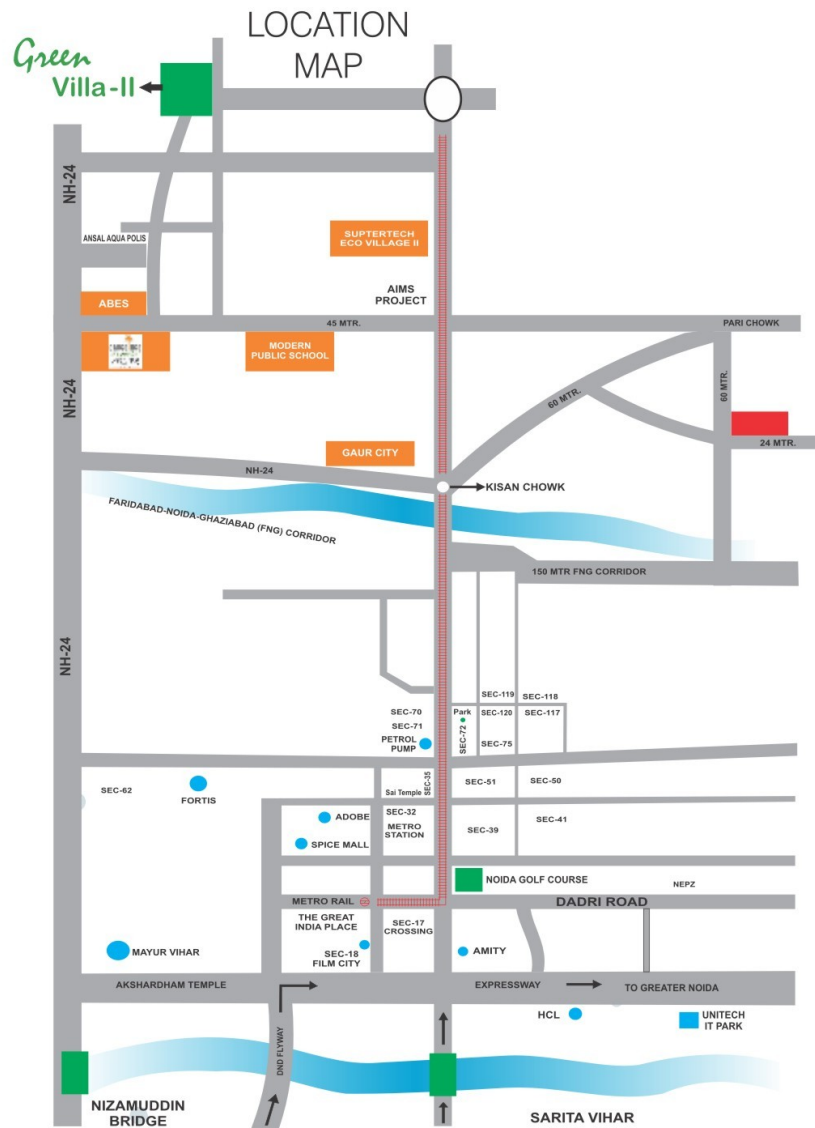 LOCATION
MAP
Green
Villa-II
NH-24
ANSAL AQUA POLIS
SUPTERTECH
ECO VILLAGE II
AIMS
PROJECT
ABES
45 MTR.
PARI CHOWK
MODERN
PUBLIC SCHOOL
NH-24
60 MTR.
60 MTR.
24 MTR.
GAUR CITY
NH-24
KISAN CHOWK
FARIDABAD-NOIDA-GHAZIABAD (FNG) CORRIDOR
150 MTR FNG CORRIDOR
NH-24
SEC-119
SEC-118
SEC-70
Park
SEC-120
SEC-117
SEC-71
SEC-72
PETROL
PUMP
SEC-75
SEC-62
FORTIS
Sai Temple
SEC-35
SEC-51
SEC-50
ADOBE
SEC-32
METRO
STATION
SEC-39
SEC-41
SPICE MALL
NOIDA GOLF COURSE
NEPZ
METRO RAIL
DADRI ROAD
THE GREAT
INDIA PLACE
SEC-17
CROSSING
MAYUR VIHAR
SEC-18
FILM CITY
AMITY
AKSHARDHAM TEMPLE
EXPRESSWAY
TO GREATER NOIDA
HCL
UNITECH
IT PARK
DND FLYWAY
NIZAMUDDIN
BRIDGE
SARITA VIHAR